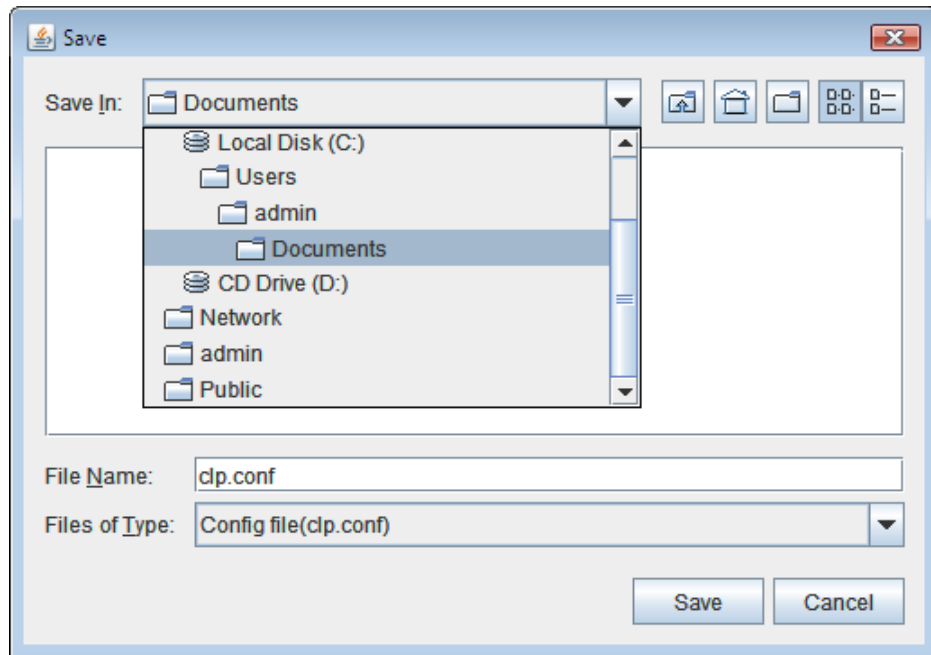 Save
Save In: Documents
Local Disk (C:)
Users
admin
Documents
CD Drive (D:)
Network
admin
Public
File Name: clp.conf
Files of Type: Config file(clp.conf)
Save Cancel